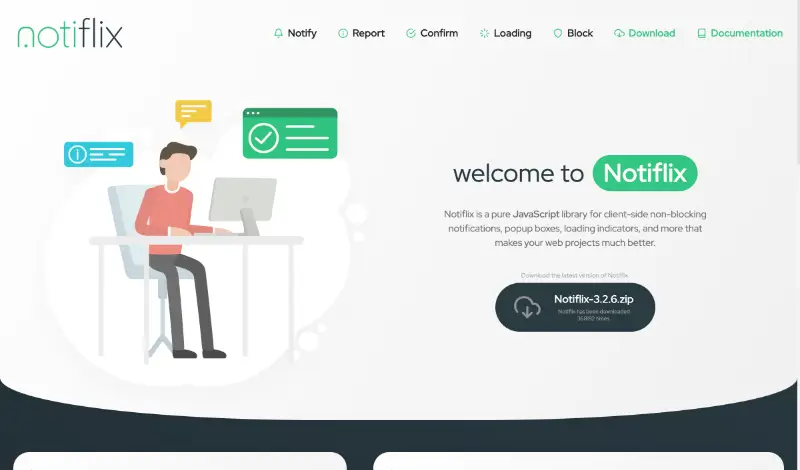 notiflix
Notify
Report
Confirm
Loading
Block
Download
Documentation
welcome to Notiflix
Notiflix is a pure JavaScript library for client-side non-blocking
notifications, popup boxes, loading indicators, and more that
makes your web projects much better.
Download the latest version of Notiflix
Notiflix-3.2.6.zip
Notiflix has been downloaded
times.